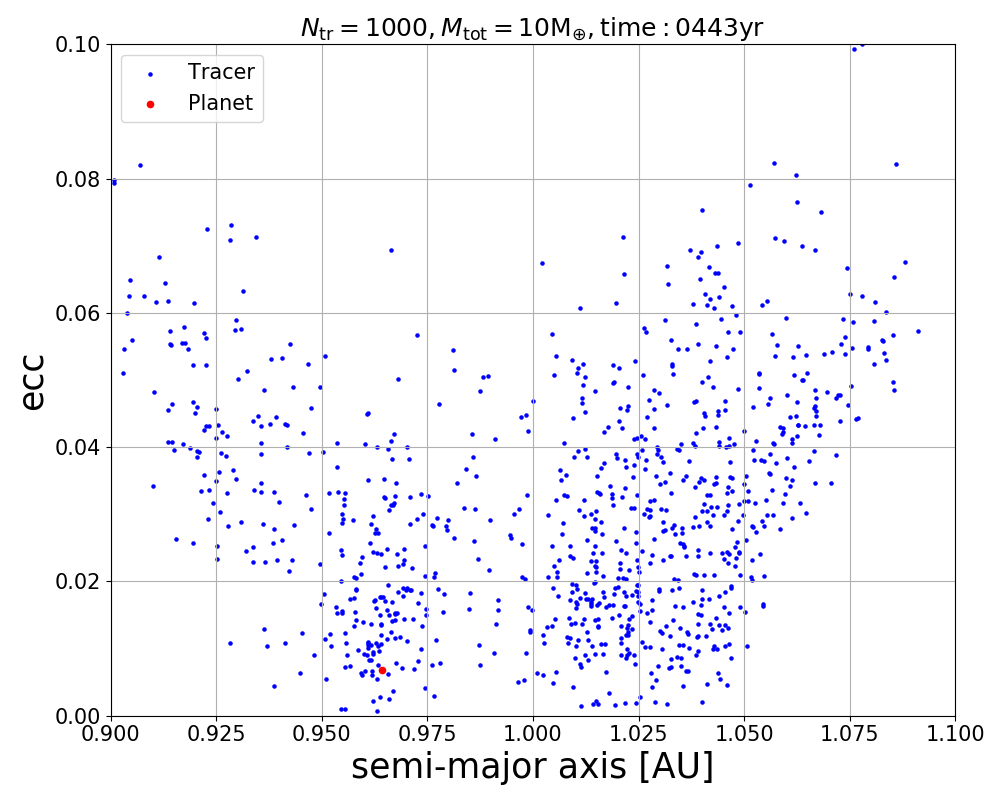 N_tr = 1000, M_tot = 10M_⊕, time : 0443yr
Tracer
Planet
ecc
0.10
0.08
0.06
0.04
0.02
0.00
0.900 0.925 0.950 0.975 1.000 1.025 1.050 1.075 1.100
semi-major axis [AU]